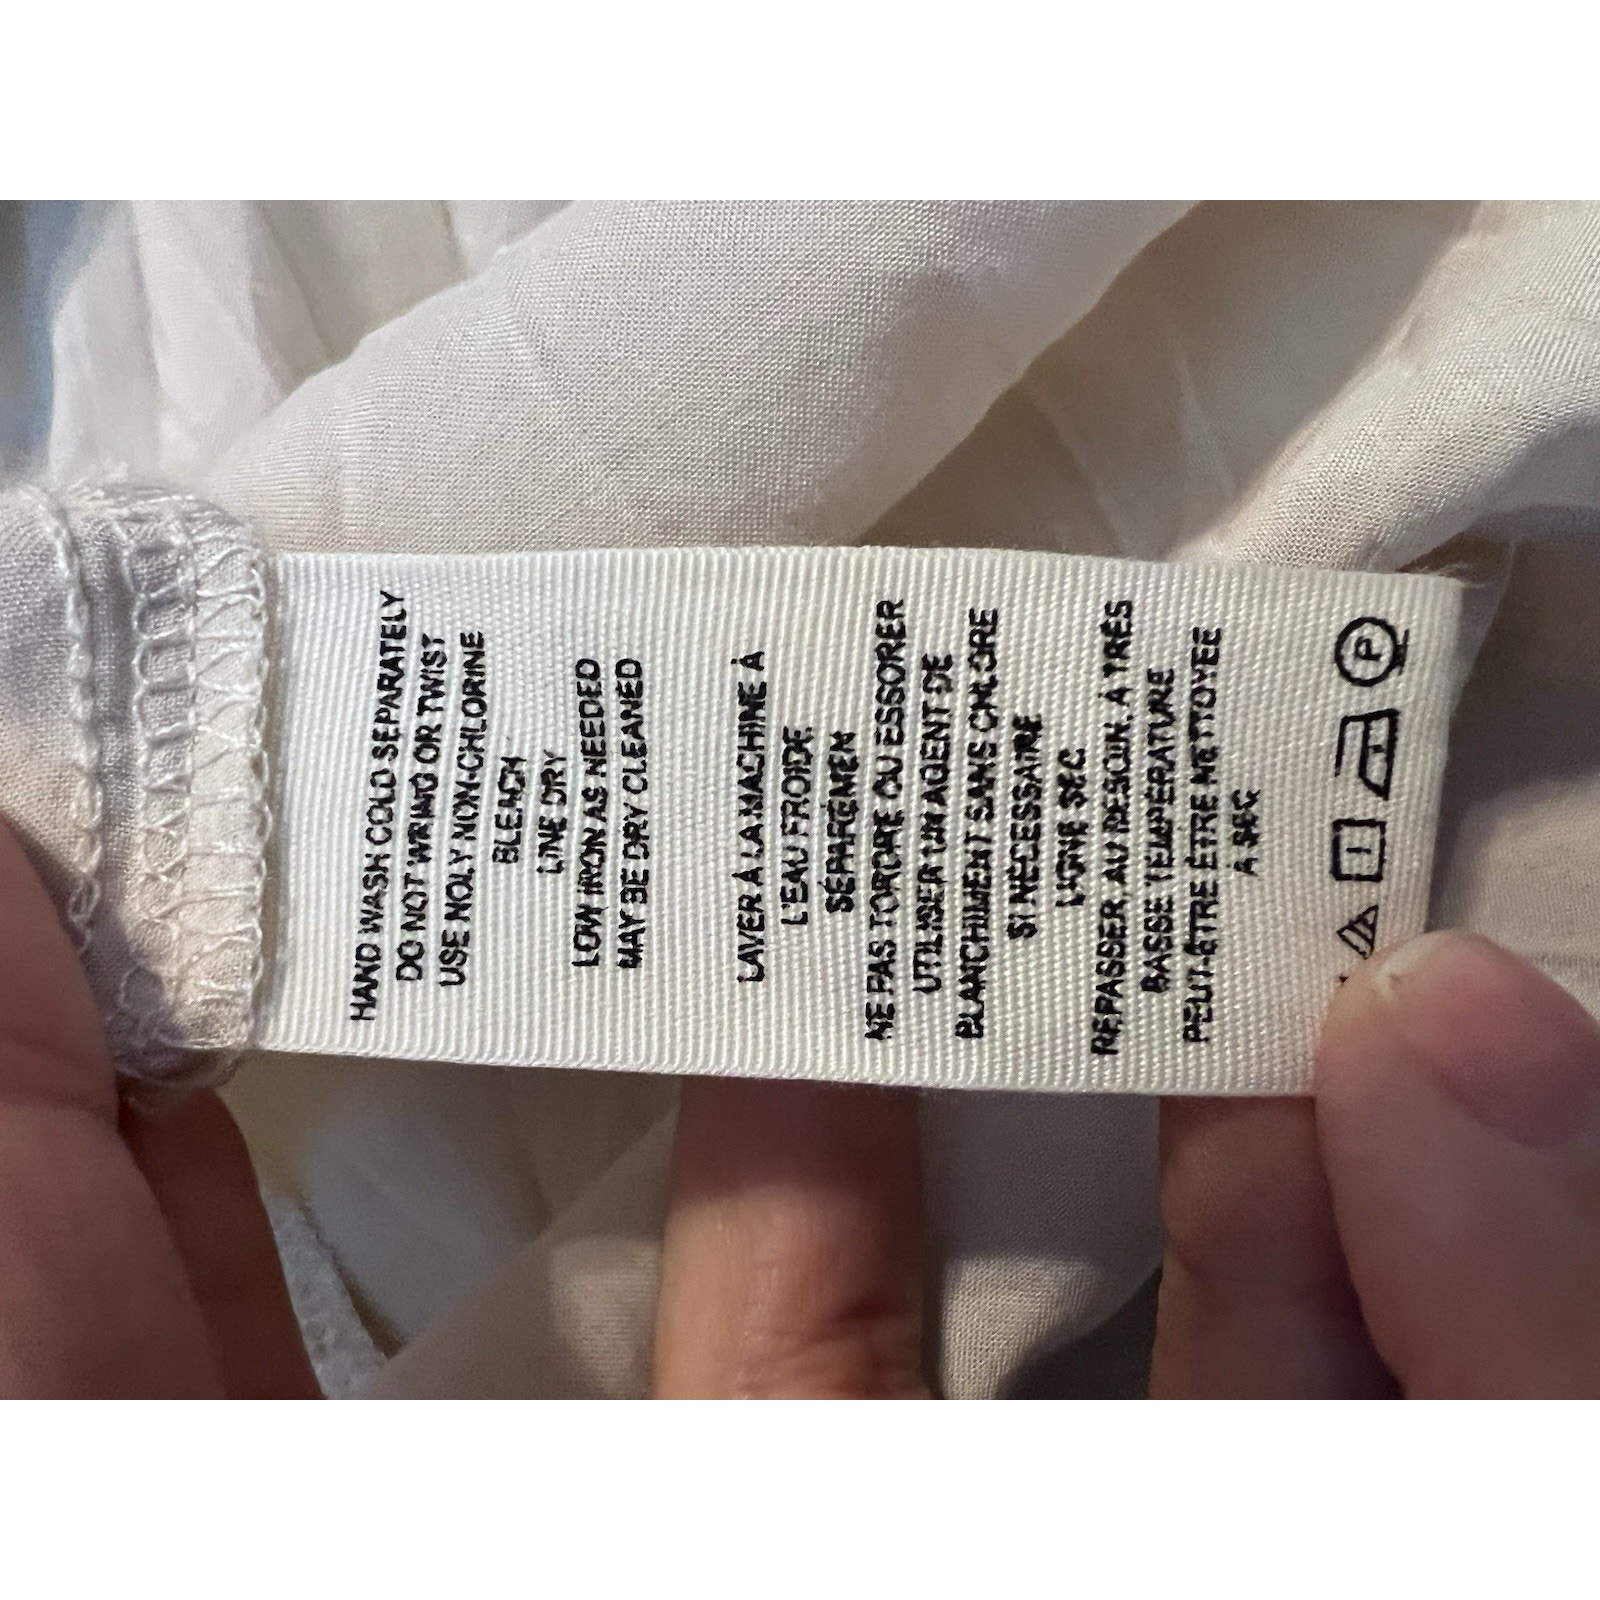 HAND WASH COLD SEPARATELY
DO NOT WRING OR TWIST
USE NOLY NON-CHLORINE
BLEACH
LINE DRY
LOW IRON AS NEEDED
MAY BE DRY CLEANED
LAVER À LA MACHINE À
L'EAU FROIDE
SÉPARÉMEN
NE PAS TORDRE OU ESSORER
UTILISER UN AGENT DE
BLANCHIMENT SANS CHLORE
SI NÉCESSAIRE
LIGNE SEC
REPASSER, AU BESOIN, À TRÈS
BASSE TEMPÉRATURE
PEUT-ÊTRE ÊTRE NETTOYEE
À SEC
P